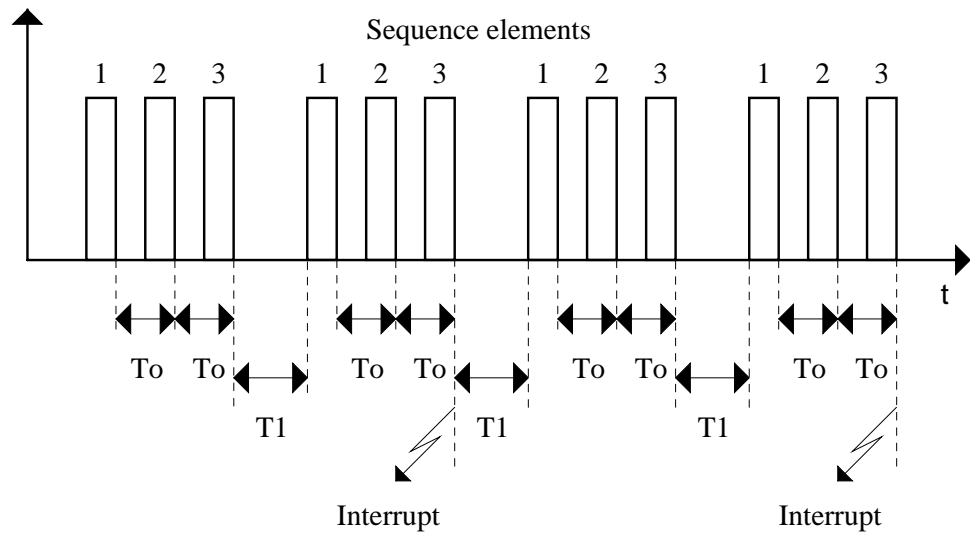 Sequence elements
1 2 3 1 2 3 1 2 3 1 2 3
t
To To To To To To To To
T1 T1 T1
Interrupt Interrupt